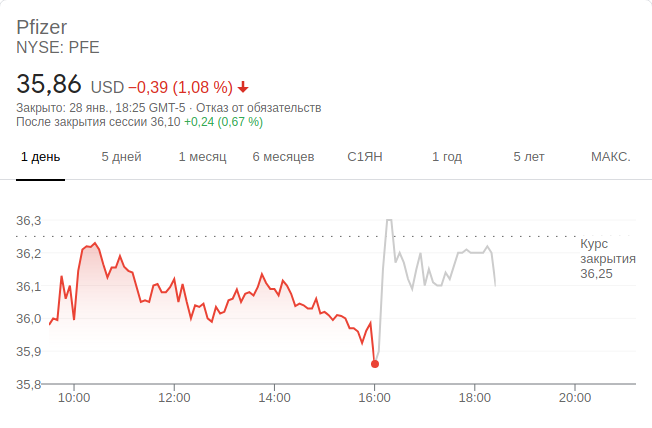 Pfizer
NYSE: PFE
35,86 USD −0,39 (1,08 %)
Закрыто: 28 янв., 18:25 GMT-5 · Отказ от обязательств
После закрытия сессии 36,10 +0,24 (0,67 %)
1 день 5 дней 1 месяц 6 месяцев С1ЯН 1 год 5 лет МАКС.
36,3
36,2
36,1
36,0
35,9
35,8
Курс
закрытия
36,25
10:00 12:00 14:00 16:00 18:00 20:00